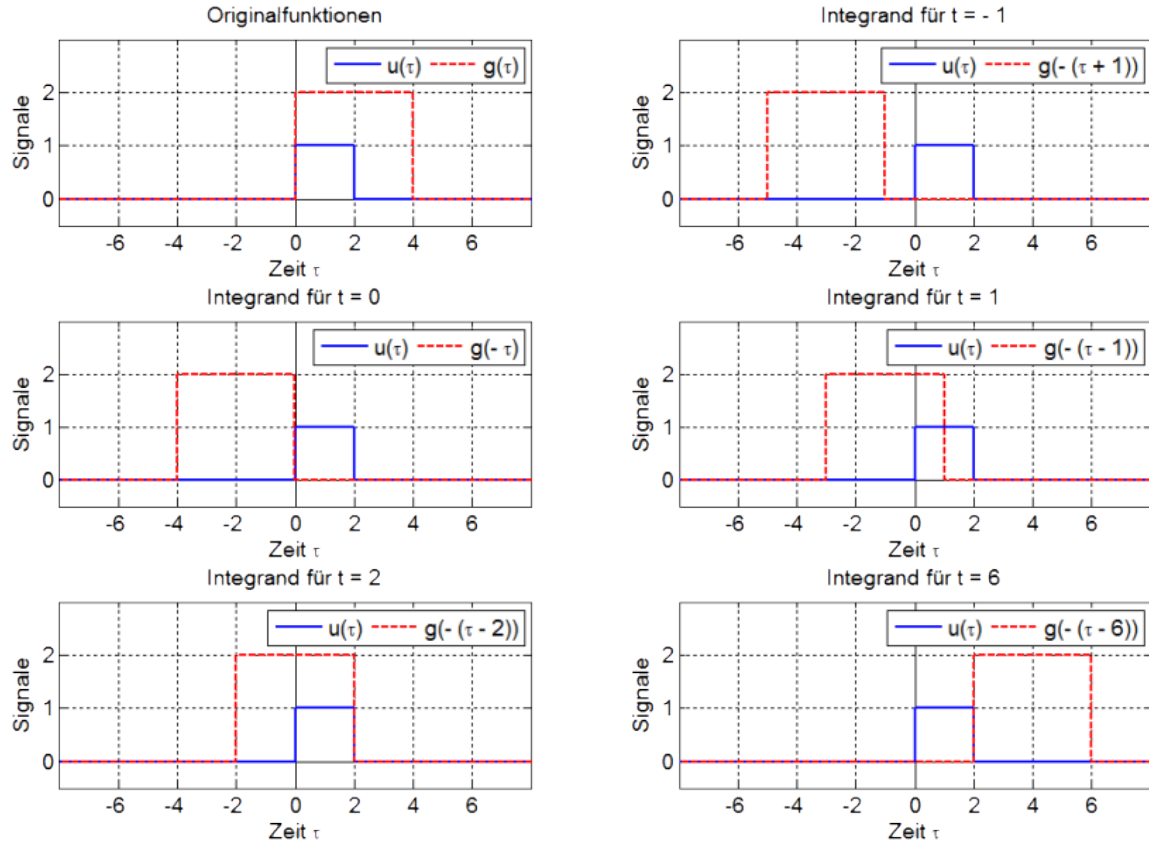 Originalfunktionen
u(τ) g(τ)
2
1
0
Signale
-6 -4 -2 0 2 4 6
Zeit τ
Integrand für t = - 1
u(τ) g(- (τ + 1))
2
1
0
Signale
-6 -4 -2 0 2 4 6
Zeit τ
Integrand für t = 0
u(τ) g(- τ)
2
1
0
Signale
-6 -4 -2 0 2 4 6
Zeit τ
Integrand für t = 1
u(τ) g(- (τ - 1))
2
1
0
Signale
-6 -4 -2 0 2 4 6
Zeit τ
Integrand für t = 2
u(τ) g(- (τ - 2))
2
1
0
Signale
-6 -4 -2 0 2 4 6
Zeit τ
Integrand für t = 6
u(τ) g(- (τ - 6))
2
1
0
Signale
-6 -4 -2 0 2 4 6
Zeit τ